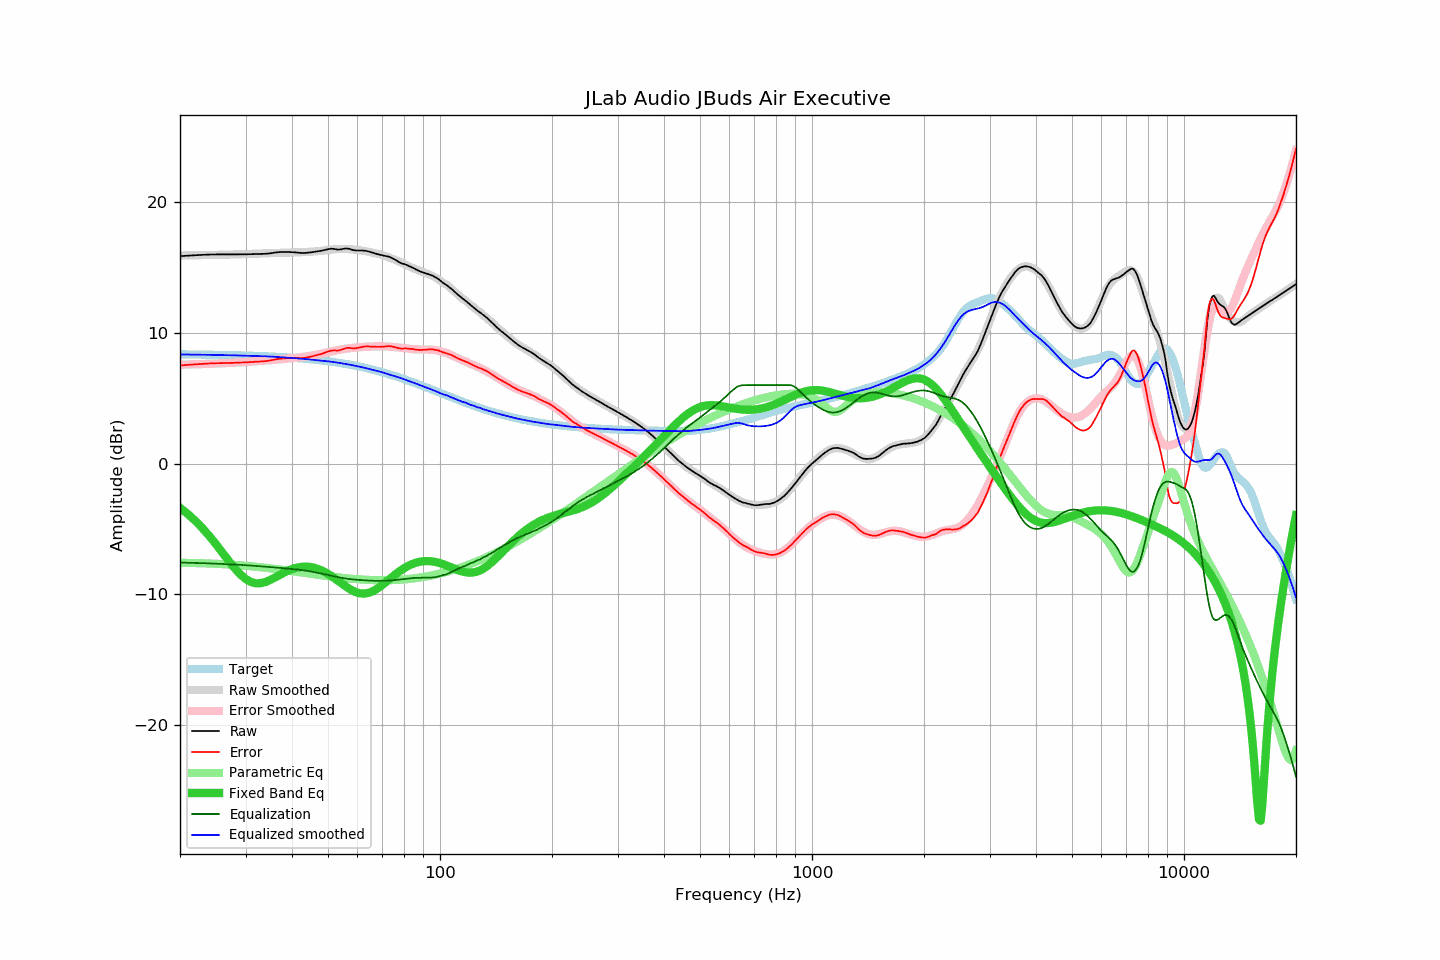 JLab Audio JBuds Air Executive
Amplitude (dBr)
20
10
0
−10
−20
Target
Raw Smoothed
Error Smoothed
Raw
Error
Parametric Eq
Fixed Band Eq
Equalization
Equalized smoothed
100 1000 10000
Frequency (Hz)